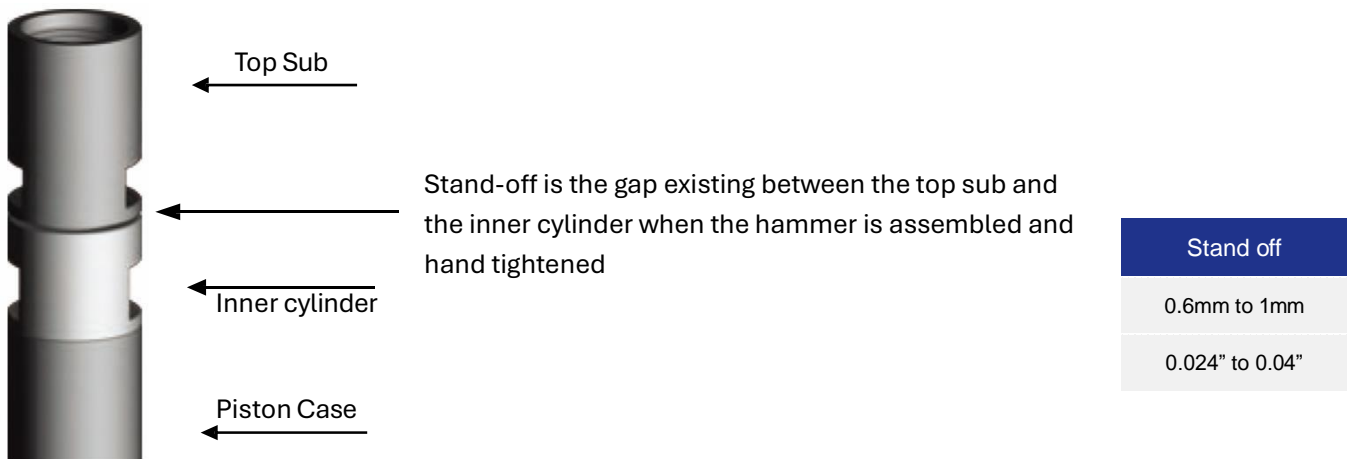 Top Sub
Stand-off is the gap existing between the top sub and
the inner cylinder when the hammer is assembled and
hand tightened
Inner cylinder
Piston Case
Stand off
0.6mm to 1mm
0.024” to 0.04”